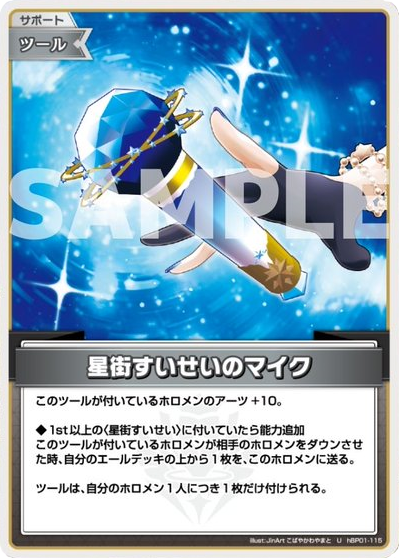 サポート
ツール
SAMPLE
星街すいせいのマイク
このツールが付いているホロメンのアーツ+10。
◆1st以上の〈星街すいせい〉に付いていたら能力追加
このツールが付いているホロメンが相手のホロメンをダウンさせ
た時、自分のエールデッキの上から1枚を、このホロメンに送る。
ツールは、自分のホロメン1人につき1枚だけ付けられる。
illust:JinArt こばやかわやまと U hBP01-115